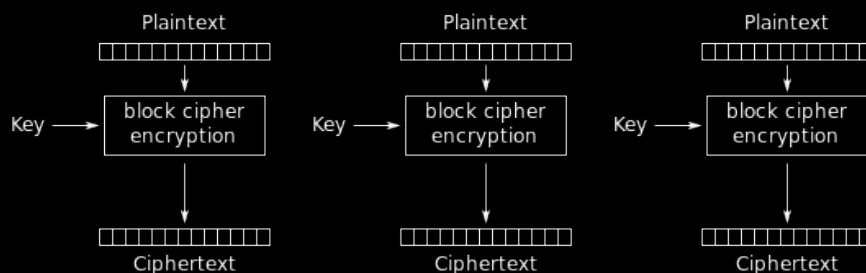 Plaintext Plaintext Plaintext
Key block cipher encryption Key block cipher encryption Key block cipher encryption
Ciphertext Ciphertext Ciphertext